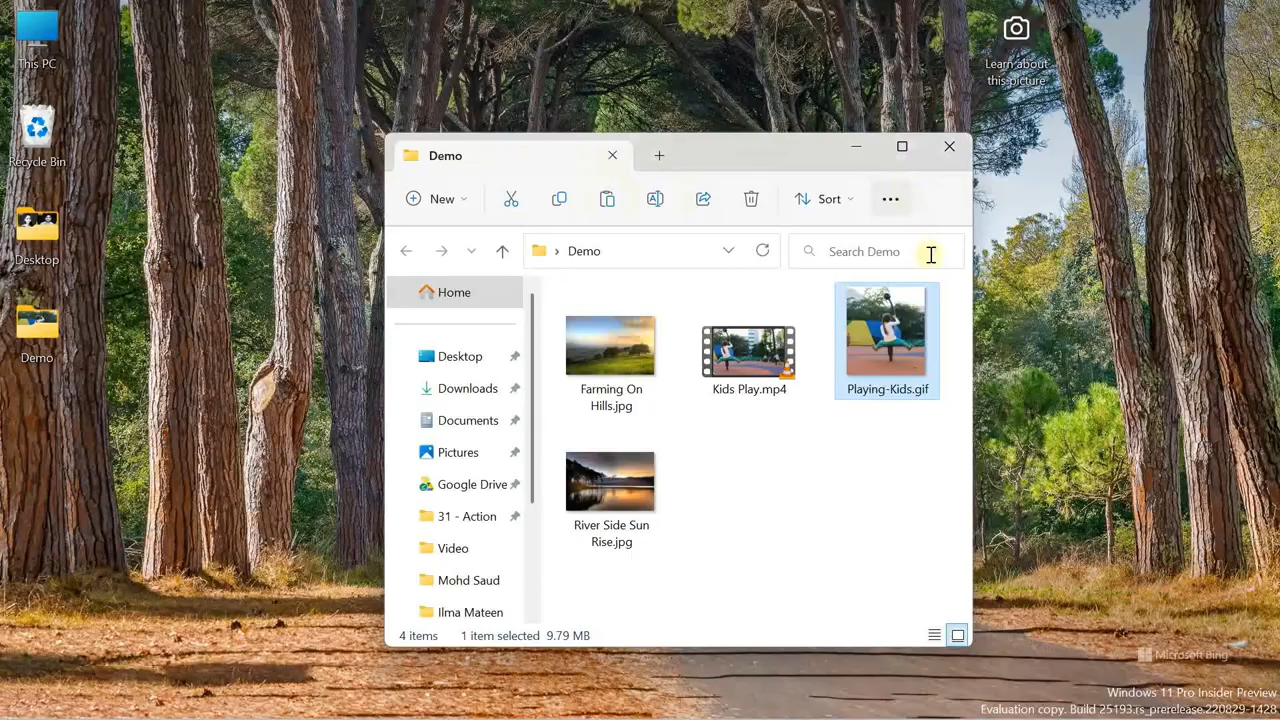 This PC
Recycle Bin
Desktop
Demo
Learn about
this picture
Demo
New
Sort
Demo
Search Demo
Home
Desktop
Downloads
Documents
Pictures
Google Drive
31 - Action
Video
Mohd Saud
Ilma Mateen
Farming On
Hills.jpg
Kids Play.mp4
Playing-Kids.gif
River Side Sun
Rise.jpg
4 items
1 item selected 9.79 MB
Microsoft Bing
Windows 11 Pro Insider Preview
Evaluation copy. Build 25193.rs_prerelease.220829-1428